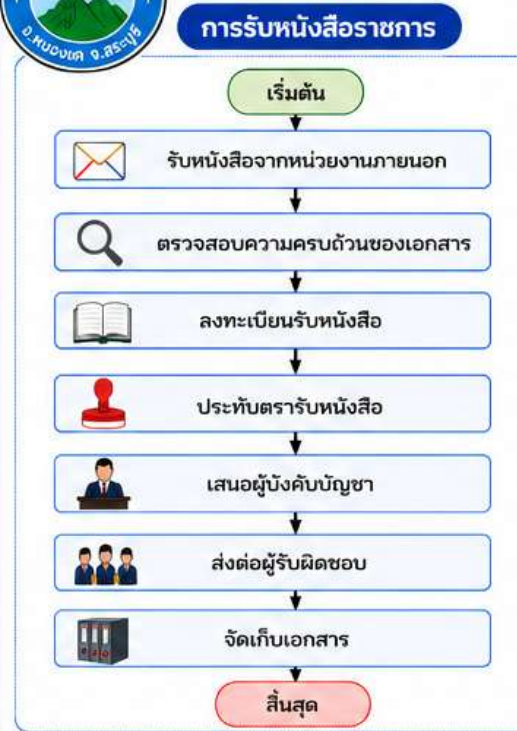 การรับหนังสือราชการ
อ.หนองแค จ.สระบุรี
เริ่มต้น
รับหนังสือจากหน่วยงานภายนอก
ตรวจสอบความครบถ้วนของเอกสาร
ลงทะเบียนรับหนังสือ
ประทับตรารับหนังสือ
เสนอผู้บังคับบัญชา
ส่งต่อผู้รับผิดชอบ
จัดเก็บเอกสาร
สิ้นสุด